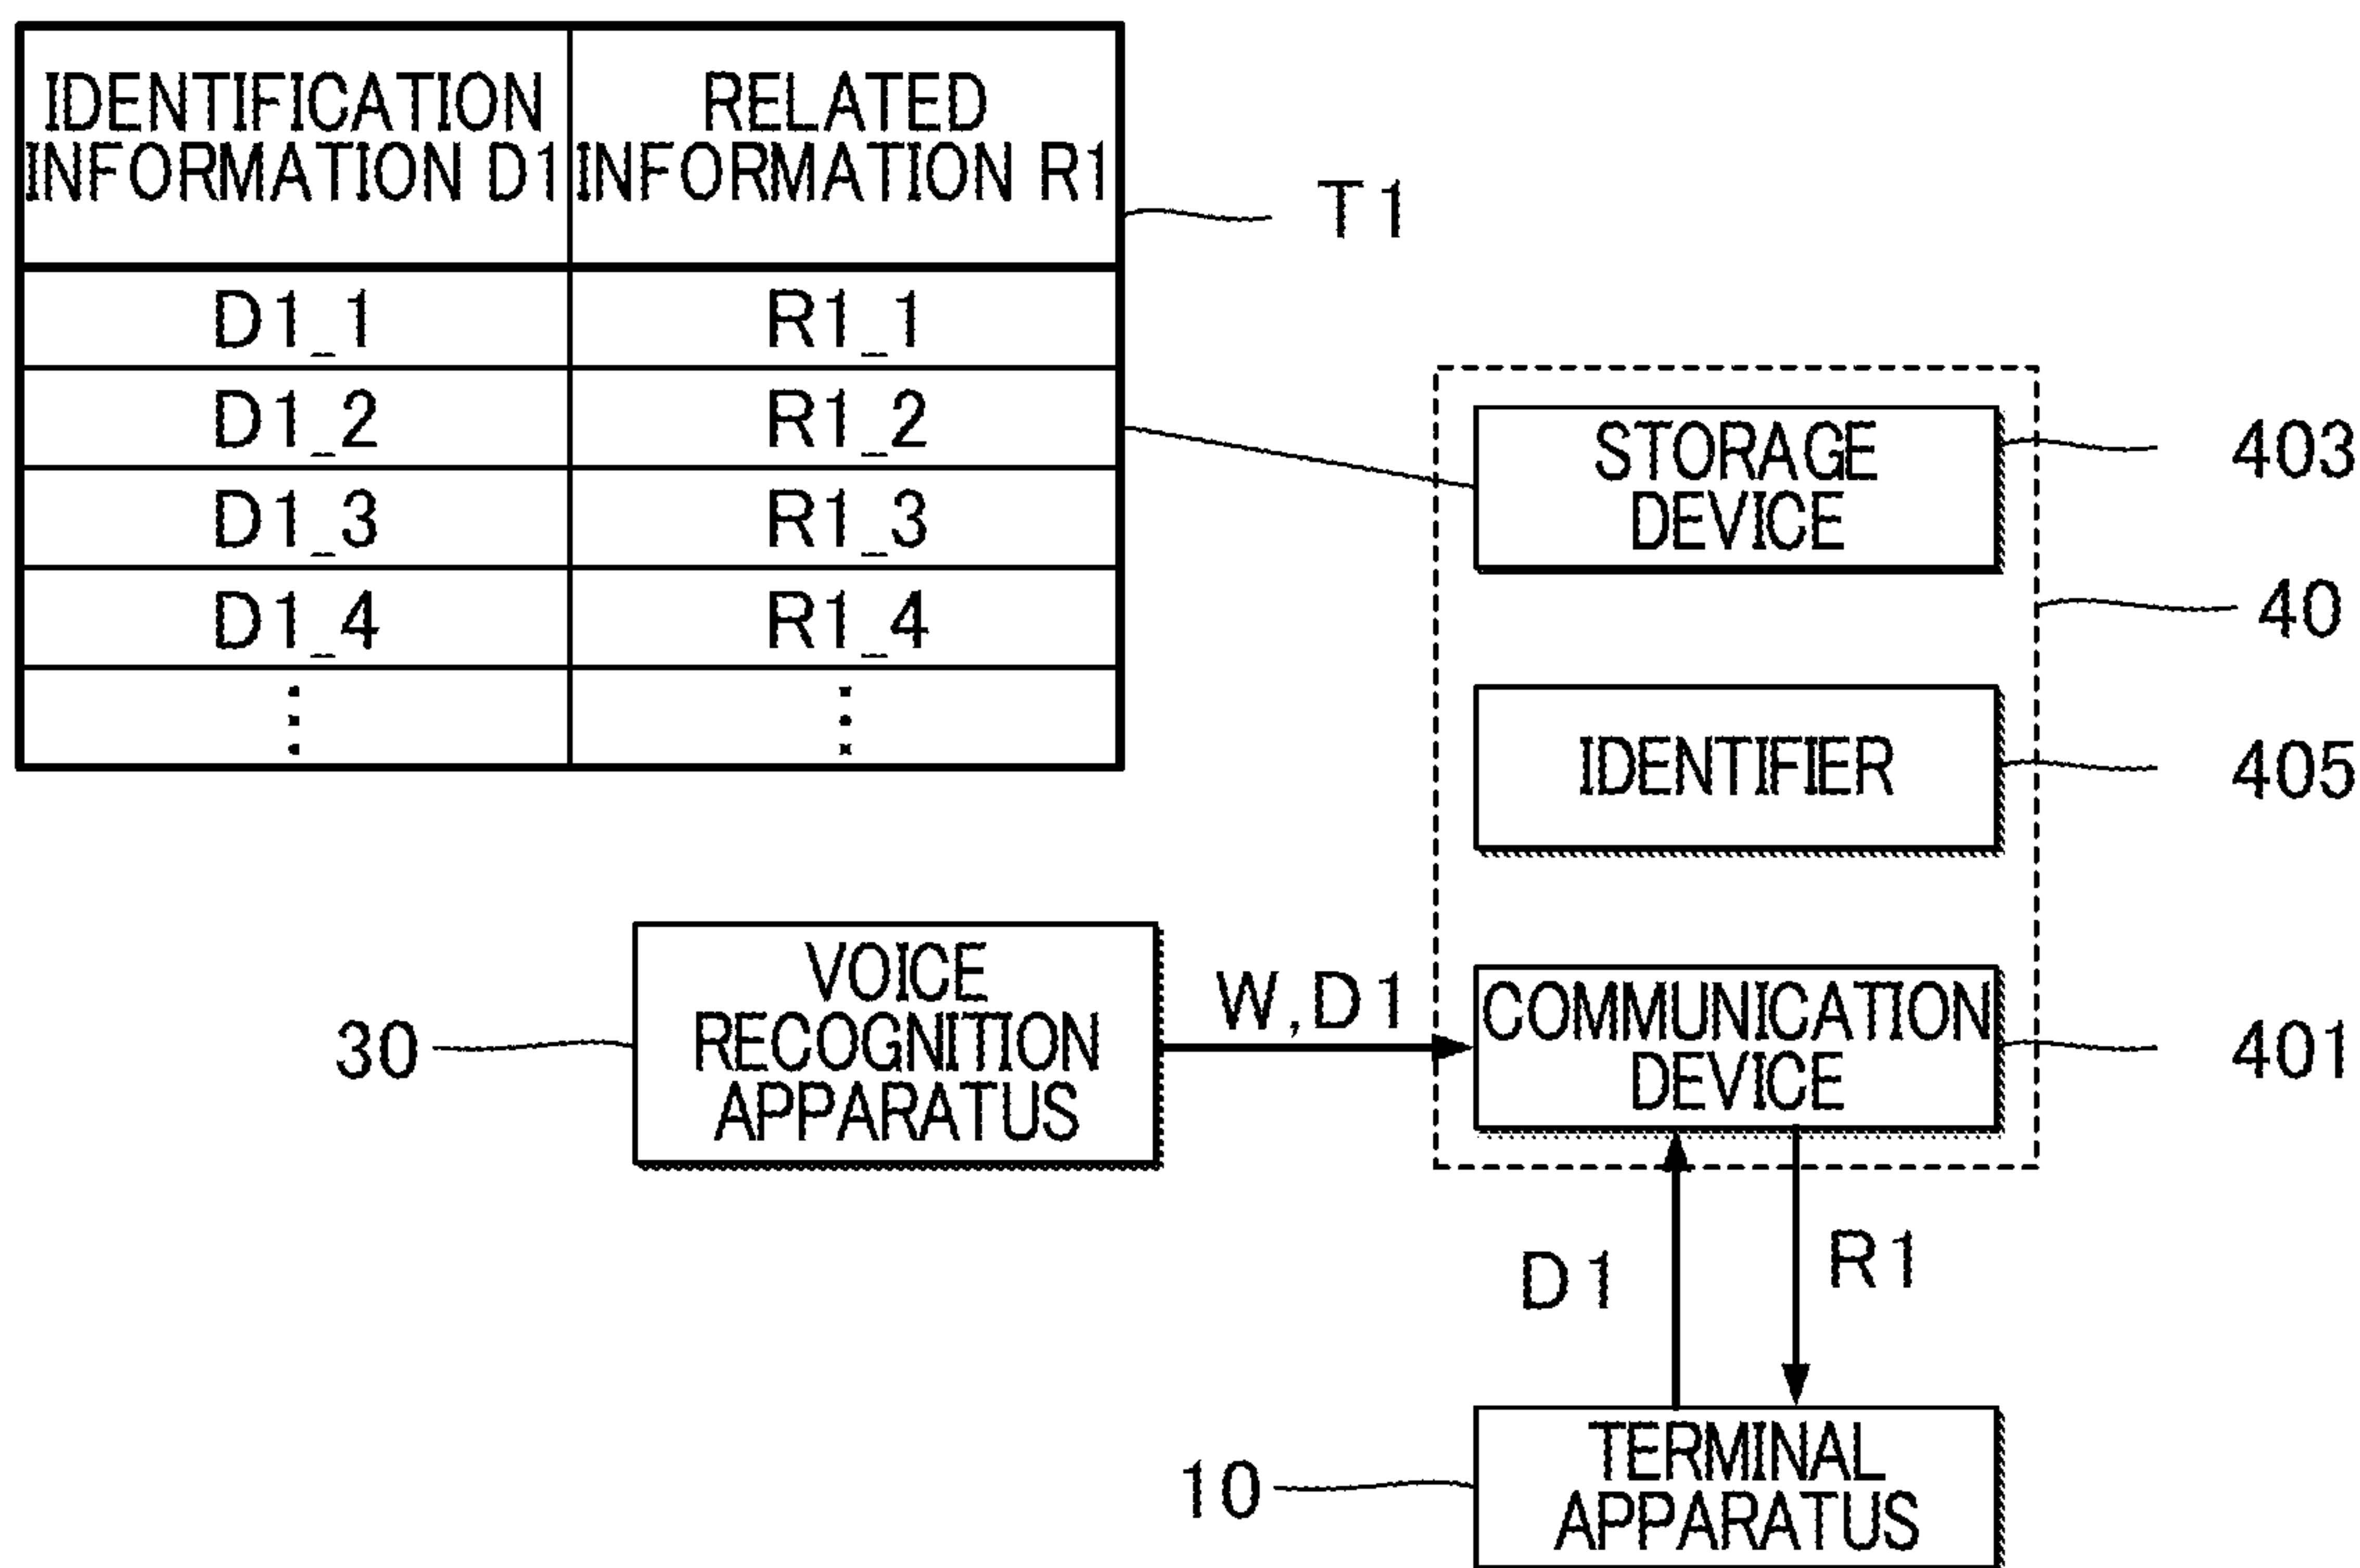 IDENTIFICATION
INFORMATION D1
RELATED
INFORMATION R1
T1
D1_1
R1_1
D1_2
R1_2
D1_3
R1_3
D1_4
R1_4
STORAGE
DEVICE
403
40
IDENTIFIER
405
VOICE
RECOGNITION
APPARATUS
30
W, D1
COMMUNICATION
DEVICE
401
D1
R1
TERMINAL
APPARATUS
10